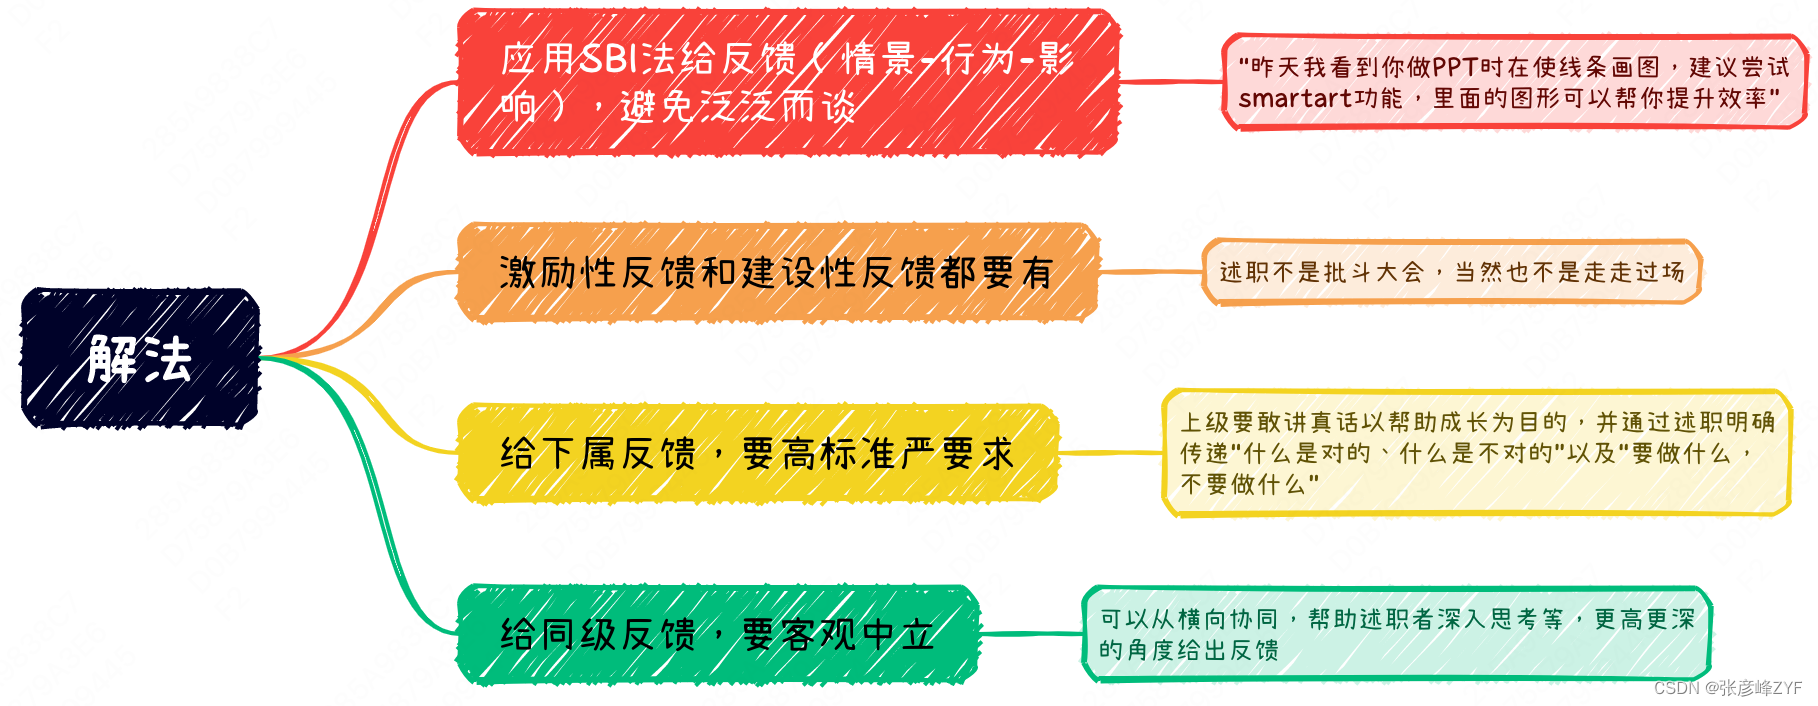 应用SBI法给反馈（情景-行为-影
响），避免泛泛而谈
"昨天我看到你做PPT时在使线条画图，建议尝试
smartart功能，里面的图形可以帮你提升效率"
激励性反馈和建设性反馈都要有
述职不是批斗大会，当然也不是走走过场
解法
给下属反馈，要高标准严要求
上级要敢讲真话以帮助成长为目的，并通过述职明确
传递"什么是对的、什么是不对的"以及"要做什么，
不要做什么"
给同级反馈，要客观中立
可以从横向协同，帮助述职者深入思考等，更高更深
的角度给出反馈
CSDN @张彦峰ZYF